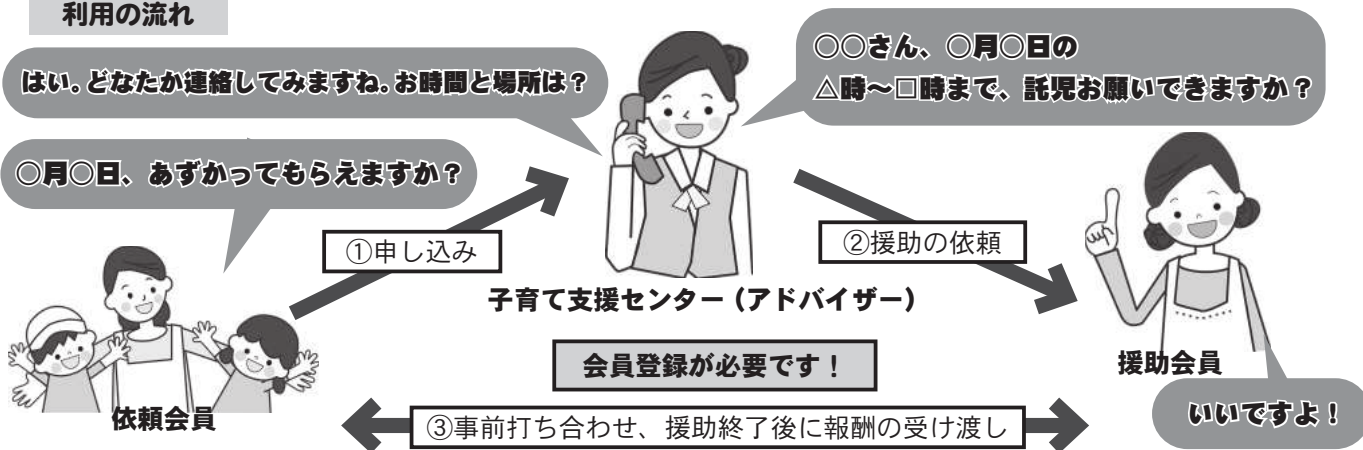 利用の流れ
はい。どなたか連絡してみますね。お時間と場所は？
○○さん、○月○日の
△時～□時まで、託児お願いできますか？
○月○日、あずかってもらえますか？
①申し込み
②援助の依頼
子育て支援センター（アドバイザー）
会員登録が必要です！
援助会員
依頼会員
いいですよ！
③事前打ち合わせ、援助終了後に報酬の受け渡し